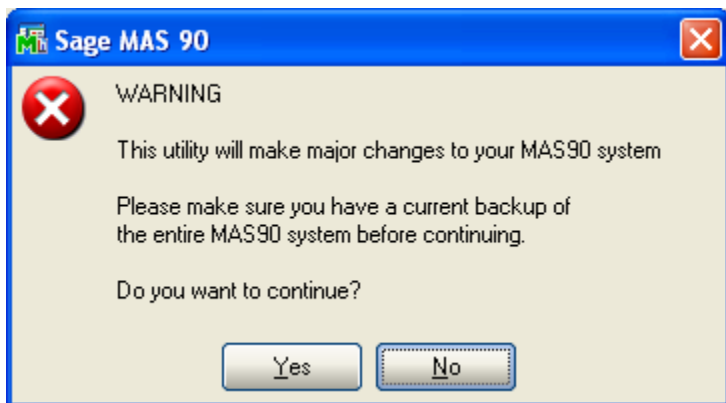 Sage MAS 90
WARNING
This utility will make major changes to your MAS90 system
Please make sure you have a current backup of
the entire MAS90 system before continuing.
Do you want to continue?
Yes
No